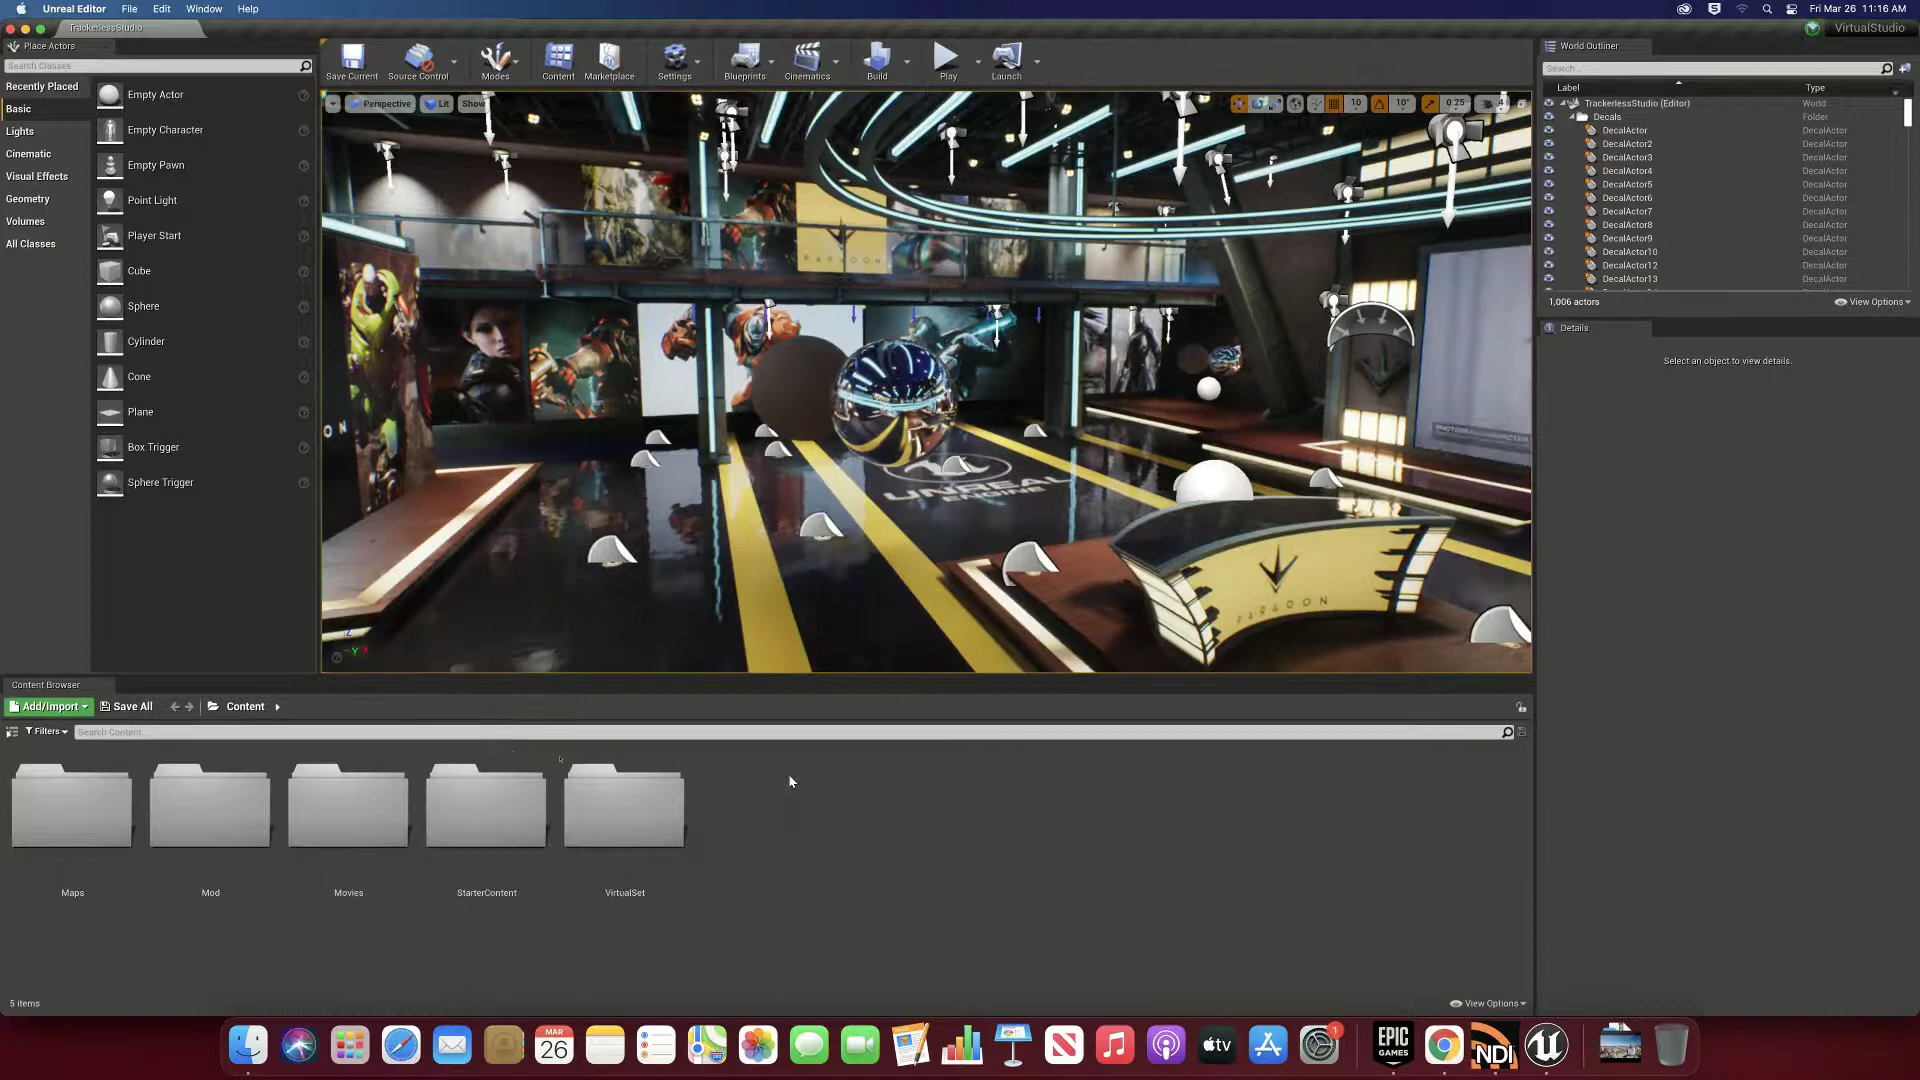 Unreal Editor File Edit Window Help
Fri Mar 26 11:16 AM
TrackerlessStudio
VirtualStudio
Place Actors
Search Classes
Recently Placed
Basic
Lights
Cinematic
Visual Effects
Geometry
Volumes
All Classes
Empty Actor
Empty Character
Empty Pawn
Point Light
Player Start
Cube
Sphere
Cylinder
Cone
Plane
Box Trigger
Sphere Trigger
Save Current
Source Control
Modes
Content
Marketplace
Settings
Blueprints
Cinematics
Build
Play
Launch
Perspective
Lit
Show
10
10°
0.25
4
PARAGON
UNREAL
ENGINE
PARAGON
Z
Y X
World Outliner
Search...
Label Type
TrackerlessStudio (Editor) World
Decals Folder
DecalActor DecalActor
DecalActor2 DecalActor
DecalActor3 DecalActor
DecalActor4 DecalActor
DecalActor5 DecalActor
DecalActor6 DecalActor
DecalActor7 DecalActor
DecalActor8 DecalActor
DecalActor9 DecalActor
DecalActor10 DecalActor
DecalActor12 DecalActor
DecalActor13 DecalActor
1,006 actors
View Options
Details
Select an object to view details.
Content Browser
Add/Import
Save All
Content
Filters
Search Content...
Maps
Mod
Movies
StarterContent
VirtualSet
5 items
View Options
MAR
26
tv
1
EPIC
GAMES
NDI